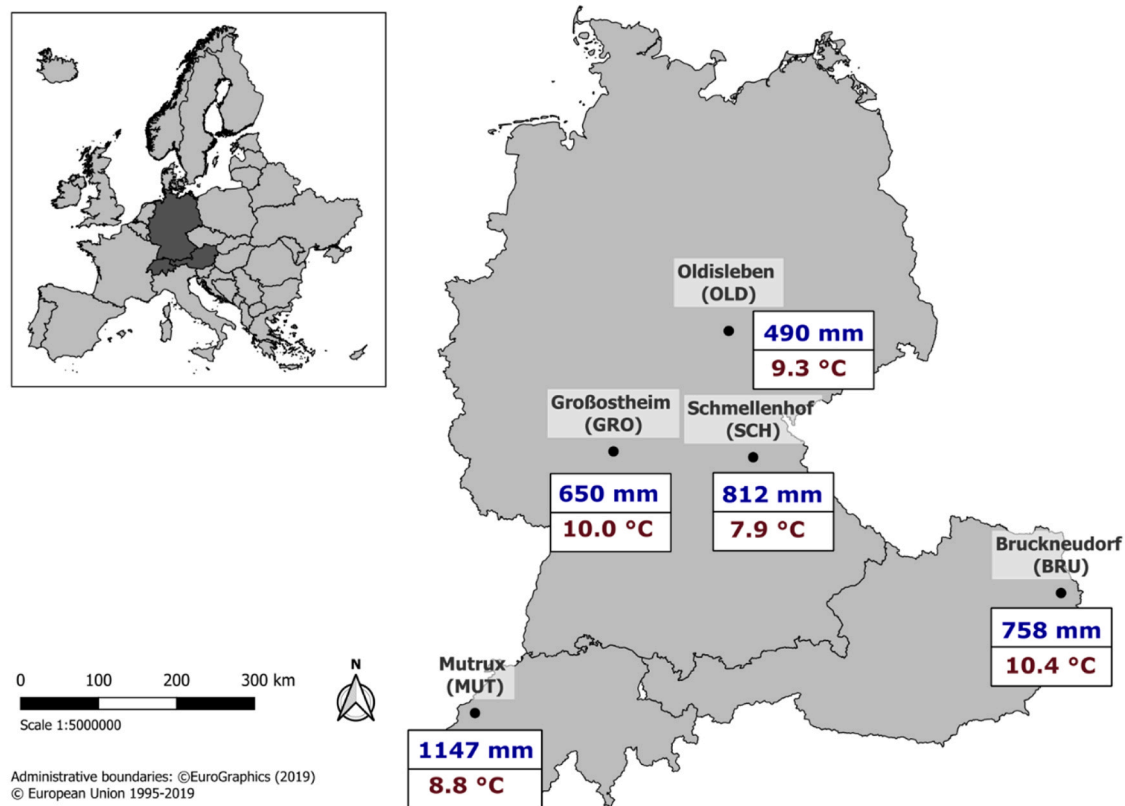 Oldisleben
(OLD)
490 mm
9.3 °C
Großostheim
(GRO)
650 mm
10.0 °C
Schmellenhof
(SCH)
812 mm
7.9 °C
Bruckneudorf
(BRU)
758 mm
10.4 °C
Mutrux
(MUT)
1147 mm
8.8 °C
0 100 200 300 km
Scale 1:5000000
N
Administrative boundaries: ©EuroGraphics (2019)
© European Union 1995-2019